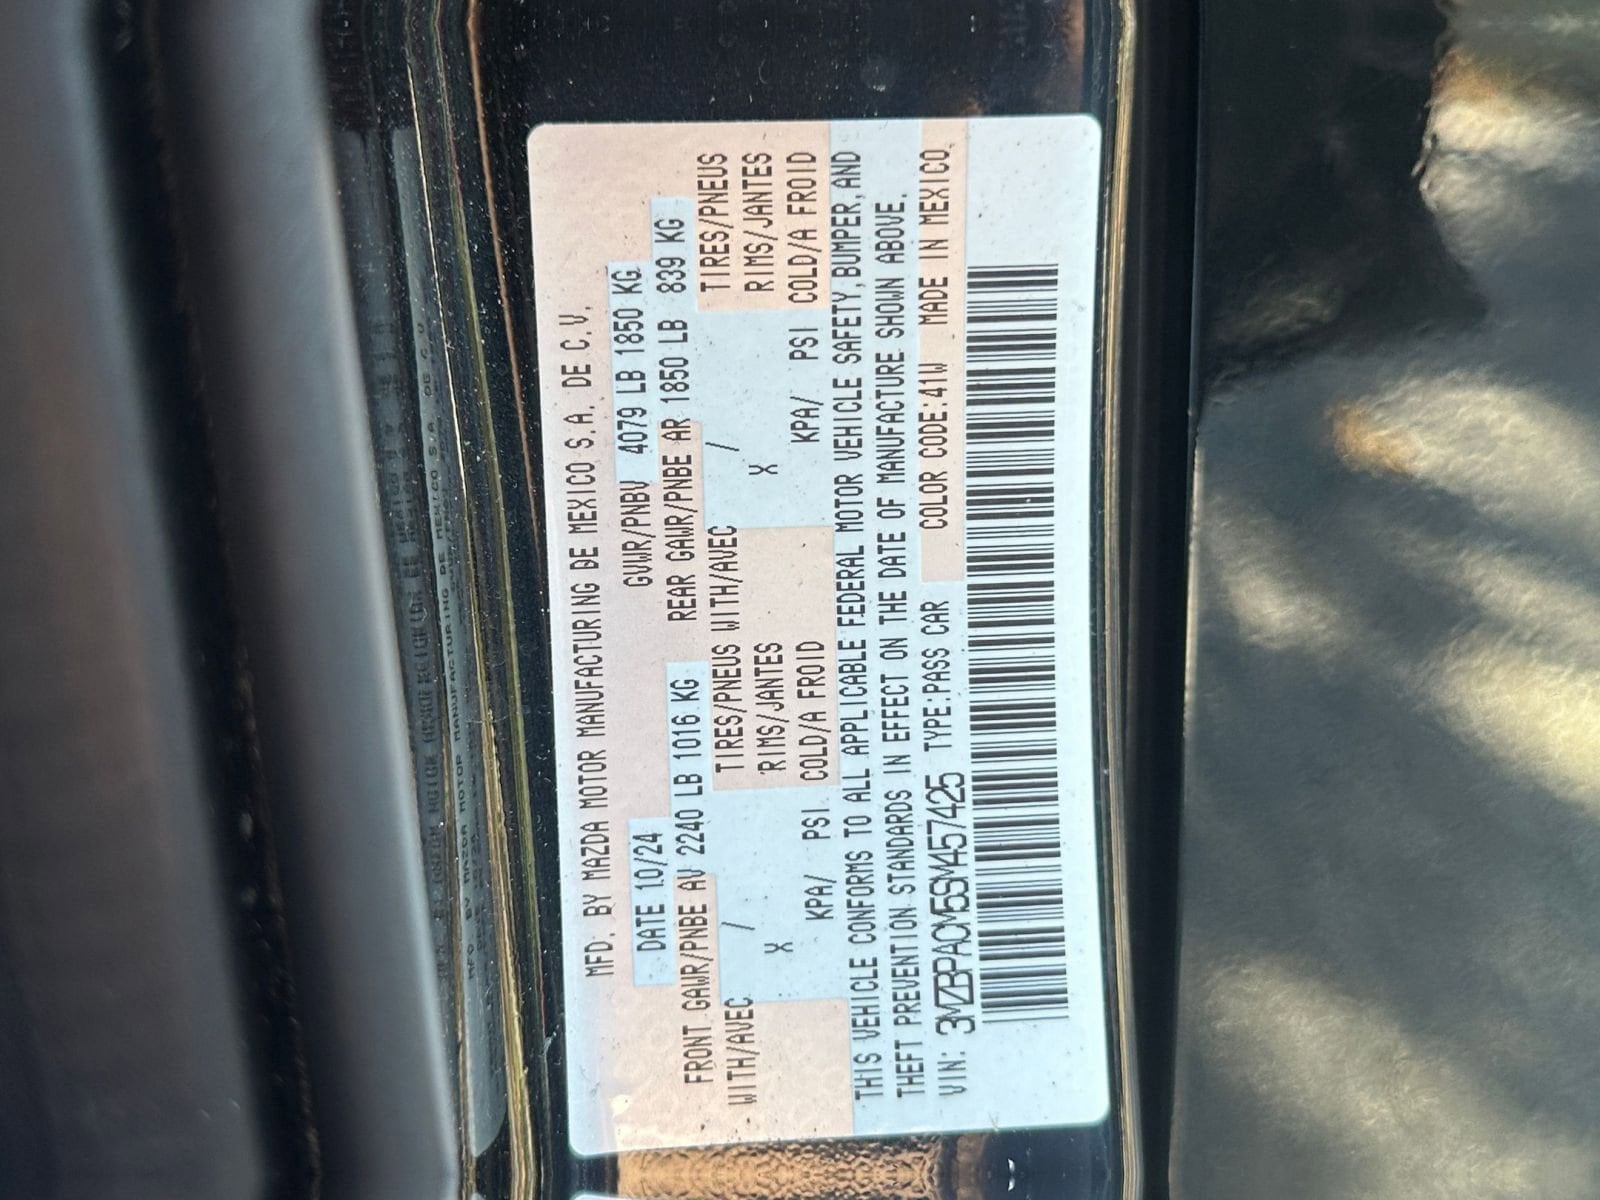 MFD. BY MAZDA MOTOR MANUFACTURING DE MEXICO S.A. DE C.V.
DATE 10/24 GVWR/PNBV 4079 LB 1850 KG
FRONT GAWR/PNBE AV 2240 LB 1016 KG REAR GAWR/PNBE AR 1850 LB 839 KG
WITH/AVEC / TIRES/PNEUS WITH/AVEC / TIRES/PNEUS
X RIMS/JANTES X RIMS/JANTES
KPA/ PSI COLD/A FROID KPA/ PSI COLD/A FROID
THIS VEHICLE CONFORMS TO ALL APPLICABLE FEDERAL MOTOR VEHICLE SAFETY, BUMPER, AND
THEFT PREVENTION STANDARDS IN EFFECT ON THE DATE OF MANUFACTURE SHOWN ABOVE.
VIN: 3MZBPACM5SM457425 TYPE:PASS CAR COLOR CODE:41W MADE IN MEXICO